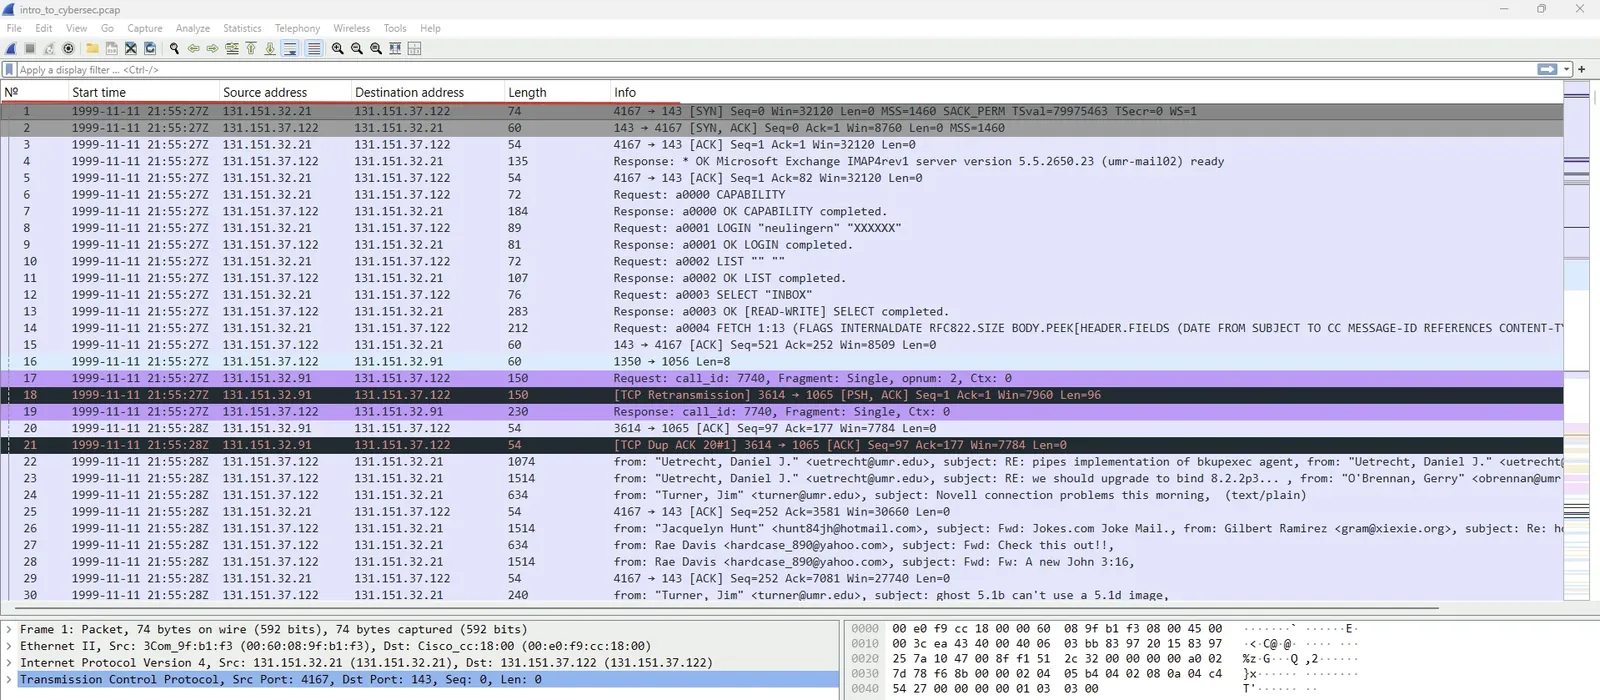 intro_to_cybersec.pcap
File Edit View Go Capture Analyze Statistics Telephony Wireless Tools Help
Apply a display filter ... <Ctrl-/>
Nº Start time Source address Destination address Length Info
1 1999-11-11 21:55:27Z 131.151.32.21 131.151.37.122 74 4167 → 143 [SYN] Seq=0 Win=32120 Len=0 MSS=1460 SACK_PERM TSval=79975463 TSecr=0 WS=1
2 1999-11-11 21:55:27Z 131.151.37.122 131.151.32.21 60 143 → 4167 [SYN, ACK] Seq=0 Ack=1 Win=8760 Len=0 MSS=1460
3 1999-11-11 21:55:27Z 131.151.32.21 131.151.37.122 54 4167 → 143 [ACK] Seq=1 Ack=1 Win=32120 Len=0
4 1999-11-11 21:55:27Z 131.151.37.122 131.151.32.21 135 Response: * OK Microsoft Exchange IMAP4rev1 server version 5.5.2650.23 (umr-mail02) ready
5 1999-11-11 21:55:27Z 131.151.32.21 131.151.37.122 54 4167 → 143 [ACK] Seq=1 Ack=82 Win=32120 Len=0
6 1999-11-11 21:55:27Z 131.151.32.21 131.151.37.122 72 Request: a0000 CAPABILITY
7 1999-11-11 21:55:27Z 131.151.37.122 131.151.32.21 184 Response: a0000 OK CAPABILITY completed.
8 1999-11-11 21:55:27Z 131.151.32.21 131.151.37.122 89 Request: a0001 LOGIN "neulingern" "XXXXXX"
9 1999-11-11 21:55:27Z 131.151.37.122 131.151.32.21 81 Response: a0001 OK LOGIN completed.
10 1999-11-11 21:55:27Z 131.151.32.21 131.151.37.122 72 Request: a0002 LIST "" ""
11 1999-11-11 21:55:27Z 131.151.37.122 131.151.32.21 107 Response: a0002 OK LIST completed.
12 1999-11-11 21:55:27Z 131.151.32.21 131.151.37.122 76 Request: a0003 SELECT "INBOX"
13 1999-11-11 21:55:27Z 131.151.37.122 131.151.32.21 283 Response: a0003 OK [READ-WRITE] SELECT completed.
14 1999-11-11 21:55:27Z 131.151.32.21 131.151.37.122 212 Request: a0004 FETCH 1:13 (FLAGS INTERNALDATE RFC822.SIZE BODY.PEEK[HEADER.FIELDS (DATE FROM SUBJECT TO CC MESSAGE-ID REFERENCES CONTENT-TY
15 1999-11-11 21:55:27Z 131.151.37.122 131.151.32.21 60 143 → 4167 [ACK] Seq=521 Ack=252 Win=8509 Len=0
16 1999-11-11 21:55:27Z 131.151.37.122 131.151.32.91 60 1350 → 1056 Len=8
17 1999-11-11 21:55:27Z 131.151.32.91 131.151.37.122 150 Request: call_id: 7740, Fragment: Single, opnum: 2, Ctx: 0
18 1999-11-11 21:55:27Z 131.151.32.91 131.151.37.122 150 [TCP Retransmission] 3614 → 1065 [PSH, ACK] Seq=1 Ack=1 Win=7960 Len=96
19 1999-11-11 21:55:27Z 131.151.37.122 131.151.32.91 230 Response: call_id: 7740, Fragment: Single, Ctx: 0
20 1999-11-11 21:55:28Z 131.151.32.91 131.151.37.122 54 3614 → 1065 [ACK] Seq=97 Ack=177 Win=7784 Len=0
21 1999-11-11 21:55:28Z 131.151.32.91 131.151.37.122 54 [TCP Dup ACK 20#1] 3614 → 1065 [ACK] Seq=97 Ack=177 Win=7784 Len=0
22 1999-11-11 21:55:28Z 131.151.37.122 131.151.32.21 1074 from: "Uetrecht, Daniel J." <uetrecht@umr.edu>, subject: RE: pipes implementation of bkupexec agent, from: "Uetrecht, Daniel J." <uetrecht@
23 1999-11-11 21:55:28Z 131.151.37.122 131.151.32.21 1514 from: "Uetrecht, Daniel J." <uetrecht@umr.edu>, subject: RE: we should upgrade to bind 8.2.2p3... , from: "O'Brennan, Gerry" <obrennan@umr
24 1999-11-11 21:55:28Z 131.151.37.122 131.151.32.21 634 from: "Turner, Jim" <turner@umr.edu>, subject: Novell connection problems this morning, (text/plain)
25 1999-11-11 21:55:28Z 131.151.32.21 131.151.37.122 54 4167 → 143 [ACK] Seq=252 Ack=3581 Win=30660 Len=0
26 1999-11-11 21:55:28Z 131.151.37.122 131.151.32.21 1514 from: "Jacquelyn Hunt" <hunt84jh@hotmail.com>, subject: Fwd: Jokes.com Joke Mail., from: Gilbert Ramirez <gram@xiexie.org>, subject: Re: ho
27 1999-11-11 21:55:28Z 131.151.37.122 131.151.32.21 634 from: Rae Davis <hardcase_890@yahoo.com>, subject: Fwd: Check this out!!,
28 1999-11-11 21:55:28Z 131.151.37.122 131.151.32.21 1514 from: Rae Davis <hardcase_890@yahoo.com>, subject: Fwd: Fw: A new John 3:16,
29 1999-11-11 21:55:28Z 131.151.32.21 131.151.37.122 54 4167 → 143 [ACK] Seq=252 Ack=7081 Win=27740 Len=0
30 1999-11-11 21:55:28Z 131.151.37.122 131.151.32.21 240 from: "Turner, Jim" <turner@umr.edu>, subject: ghost 5.1b can't use a 5.1d image,
Frame 1: Packet, 74 bytes on wire (592 bits), 74 bytes captured (592 bits)
Ethernet II, Src: 3Com_9f:b1:f3 (00:60:08:9f:b1:f3), Dst: Cisco_cc:18:00 (00:e0:f9:cc:18:00)
Internet Protocol Version 4, Src: 131.151.32.21 (131.151.32.21), Dst: 131.151.37.122 (131.151.37.122)
Transmission Control Protocol, Src Port: 4167, Dst Port: 143, Seq: 0, Len: 0
0000 00 e0 f9 cc 18 00 00 60 08 9f b1 f3 08 00 45 00 ·······` ······E·
0010 00 3c ea 43 40 00 40 06 03 bb 83 97 20 15 83 97 ·<·C@·@· ···· ···
0020 25 7a 10 47 00 8f f1 51 2c 32 00 00 00 00 a0 02 %z·G···Q ,2······
0030 7d 78 f6 8b 00 00 02 04 05 b4 04 02 08 0a 04 c4 }x······ ········
0040 54 27 00 00 00 00 01 03 03 00 T'······ ··